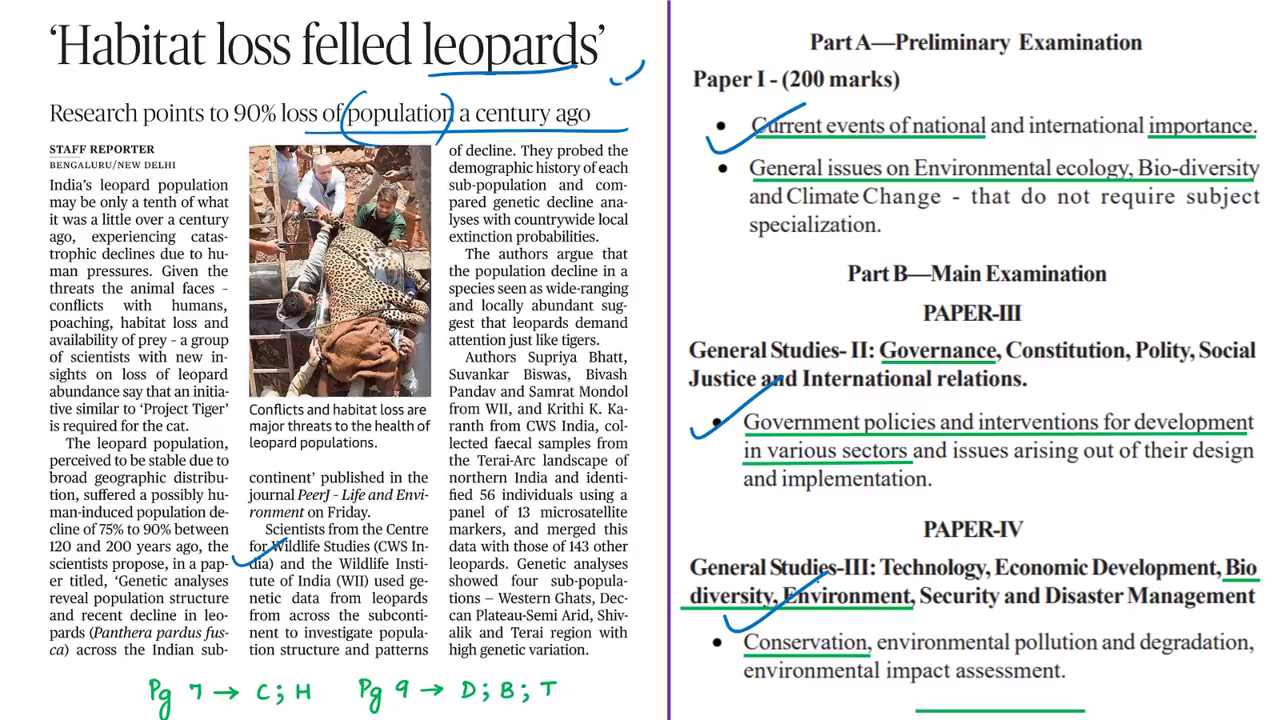 ‘Habitat loss felled leopards’
Research points to 90% loss of population a century ago
STAFF REPORTER
BENGALURU/NEW DELHI
India’s leopard population
may be only a tenth of what
it was a little over a century
ago, experiencing catas-
trophic declines due to hu-
man pressures. Given the
threats the animal faces -
conflicts with humans,
poaching, habitat loss and
availability of prey - a group
of scientists with new in-
sights on loss of leopard
abundance say that an initia-
tive similar to ‘Project Tiger’
is required for the cat.
The leopard population,
perceived to be stable due to
broad geographic distribu-
tion, suffered a possibly hu-
man-induced population de-
cline of 75% to 90% between
120 and 200 years ago, the
scientists propose, in a pap-
er titled, ‘Genetic analyses
reveal population structure
and recent decline in leo-
pards (Panthera pardus fus-
ca) across the Indian sub-
Conflicts and habitat loss are
major threats to the health of
leopard populations.
continent’ published in the
journal PeerJ - Life and Envi-
ronment on Friday.
Scientists from the Centre
for Wildlife Studies (CWS In-
dia) and the Wildlife Insti-
tute of India (WII) used ge-
netic data from leopards
from across the subconti-
nent to investigate popula-
tion structure and patterns
of decline. They probed the
demographic history of each
sub-population and com-
pared genetic decline ana-
lyses with countrywide local
extinction probabilities.
The authors argue that
the population decline in a
species seen as wide-ranging
and locally abundant sug-
gest that leopards demand
attention just like tigers.
Authors Supriya Bhatt,
Suvankar Biswas, Bivash
Pandav and Samrat Mondol
from WII, and Krithi K. Ka-
ranth from CWS India, col-
lected faecal samples from
the Terai-Arc landscape of
northern India and identi-
fied 56 individuals using a
panel of 13 microsatellite
markers, and merged this
data with those of 143 other
leopards. Genetic analyses
showed four sub-popula-
tions — Western Ghats, Dec-
can Plateau-Semi Arid, Shiv-
alik and Terai region with
high genetic variation.
Pg 7 → C; H Pg 9 → D; B; T
Part A—Preliminary Examination
Paper I - (200 marks)
• Current events of national and international importance.
• General issues on Environmental ecology, Bio-diversity
and Climate Change - that do not require subject
specialization.
Part B—Main Examination
PAPER-III
General Studies- II: Governance, Constitution, Polity, Social
Justice and International relations.
• Government policies and interventions for development
in various sectors and issues arising out of their design
and implementation.
PAPER-IV
General Studies-III: Technology, Economic Development, Bio
diversity, Environment, Security and Disaster Management
• Conservation, environmental pollution and degradation,
environmental impact assessment.